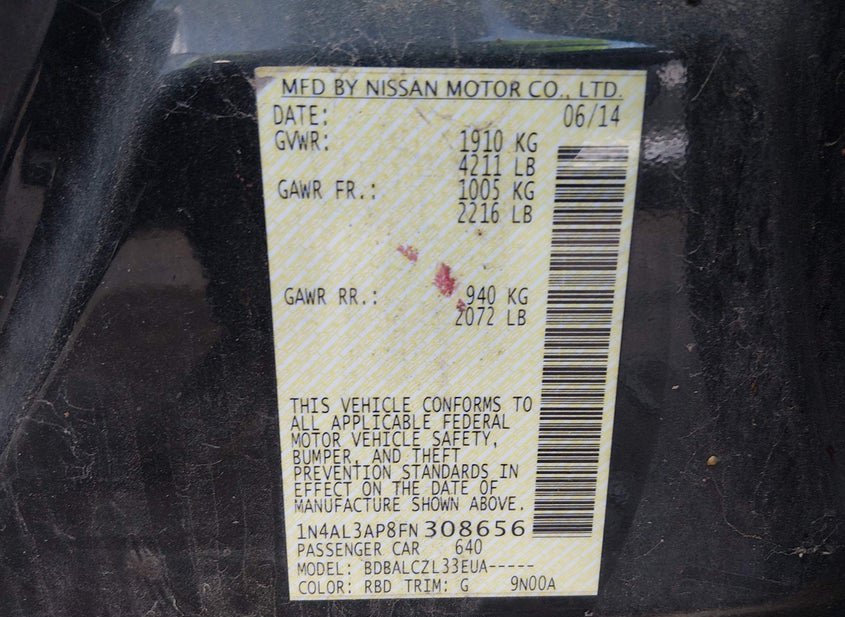 MFD BY NISSAN MOTOR CO., LTD.
DATE: 06/14
GVWR: 1910 KG
4211 LB
GAWR FR.: 1005 KG
2216 LB
GAWR RR.: 940 KG
2072 LB
THIS VEHICLE CONFORMS TO
ALL APPLICABLE FEDERAL
MOTOR VEHICLE SAFETY,
BUMPER, AND THEFT
PREVENTION STANDARDS IN
EFFECT ON THE DATE OF
MANUFACTURE SHOWN ABOVE.
1N4AL3AP8FN308656
PASSENGER CAR 640
MODEL: BDBALCZL33EUA-----
COLOR: RBD TRIM: G 9N00A